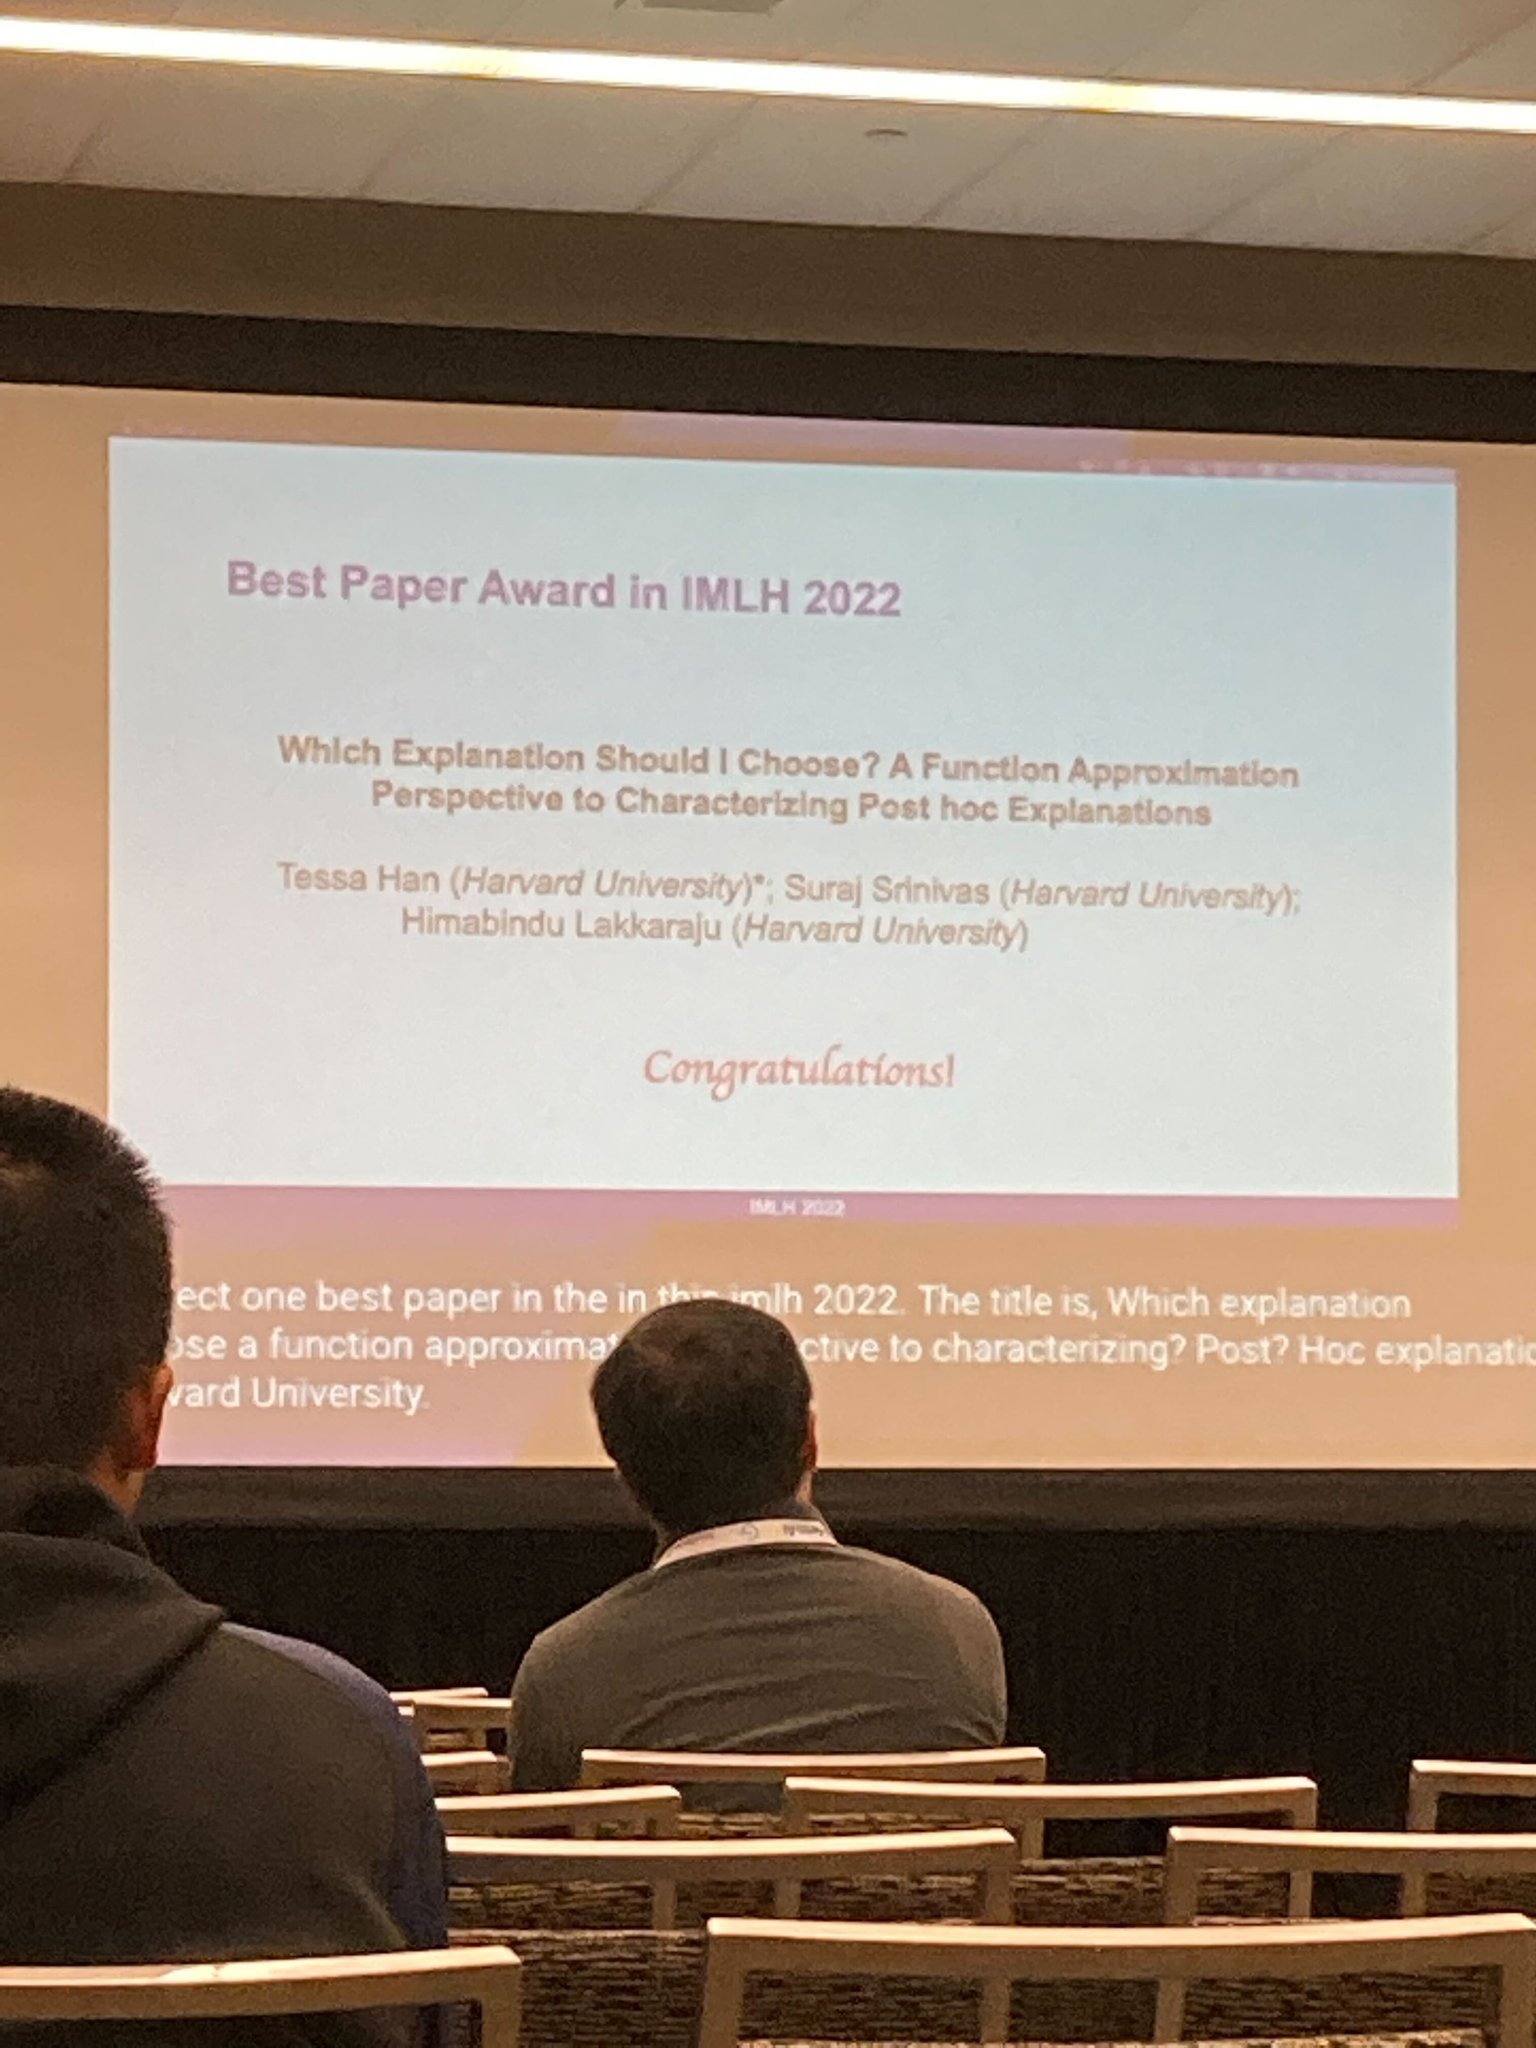 Best Paper Award in IMLH 2022
Which Explanation Should I Choose? A Function Approximation
Perspective to Characterizing Post hoc Explanations
Tessa Han (Harvard University)*; Suraj Srinivas (Harvard University);
Himabindu Lakkaraju (Harvard University)
Congratulations!
IMLH 2022
ect one best paper in the in this imlh 2022. The title is, Which explanation
ose a function approximat ctive to characterizing? Post? Hoc explanatio
vard University.